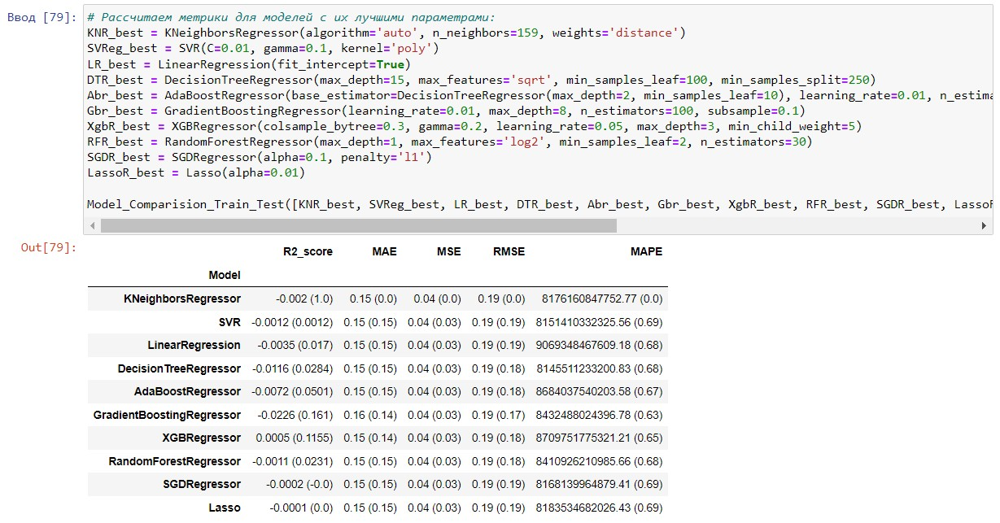 Ввод [79]: # Рассчитаем метрики для моделей с их лучшими параметрами:
KNR_best = KNeighborsRegressor(algorithm='auto', n_neighbors=159, weights='distance')
SVReg_best = SVR(C=0.01, gamma=0.1, kernel='poly')
LR_best = LinearRegression(fit_intercept=True)
DTR_best = DecisionTreeRegressor(max_depth=15, max_features='sqrt', min_samples_leaf=100, min_samples_split=250)
Abr_best = AdaBoostRegressor(base_estimator=DecisionTreeRegressor(max_depth=2, min_samples_leaf=10), learning_rate=0.01, n_estima
Gbr_best = GradientBoostingRegressor(learning_rate=0.01, max_depth=8, n_estimators=100, subsample=0.1)
XgbR_best = XGBRegressor(colsample_bytree=0.3, gamma=0.2, learning_rate=0.05, max_depth=3, min_child_weight=5)
RFR_best = RandomForestRegressor(max_depth=1, max_features='log2', min_samples_leaf=2, n_estimators=30)
SGDR_best = SGDRegressor(alpha=0.1, penalty='l1')
LassoR_best = Lasso(alpha=0.01)
Model_Comparision_Train_Test([KNR_best, SVReg_best, LR_best, DTR_best, Abr_best, Gbr_best, XgbR_best, RFR_best, SGDR_best, LassoR
Out[79]:
R2_score MAE MSE RMSE MAPE
Model
KNeighborsRegressor -0.002 (1.0) 0.15 (0.0) 0.04 (0.0) 0.19 (0.0) 8176160847752.77 (0.0)
SVR -0.0012 (0.0012) 0.15 (0.15) 0.04 (0.03) 0.19 (0.19) 8151410332325.56 (0.69)
LinearRegression -0.0035 (0.017) 0.15 (0.15) 0.04 (0.03) 0.19 (0.19) 9069348467609.18 (0.68)
DecisionTreeRegressor -0.0116 (0.0284) 0.15 (0.15) 0.04 (0.03) 0.19 (0.18) 8145511233200.83 (0.68)
AdaBoostRegressor -0.0072 (0.0501) 0.15 (0.15) 0.04 (0.03) 0.19 (0.18) 8684037540203.58 (0.67)
GradientBoostingRegressor -0.0226 (0.161) 0.16 (0.14) 0.04 (0.03) 0.19 (0.17) 8432488024396.78 (0.63)
XGBRegressor 0.0005 (0.1155) 0.15 (0.14) 0.04 (0.03) 0.19 (0.18) 8709751775321.21 (0.65)
RandomForestRegressor -0.0011 (0.0231) 0.15 (0.15) 0.04 (0.03) 0.19 (0.18) 8410926210985.66 (0.68)
SGDRegressor -0.0002 (-0.0) 0.15 (0.15) 0.04 (0.03) 0.19 (0.19) 8168139964879.41 (0.69)
Lasso -0.0001 (0.0) 0.15 (0.15) 0.04 (0.03) 0.19 (0.19) 8183534682026.43 (0.69)